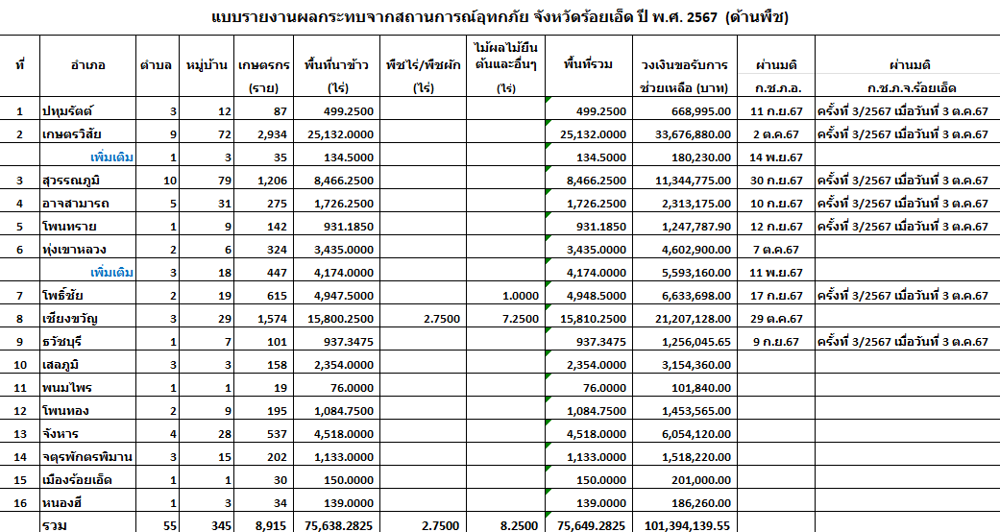 แบบรายงานผลกระทบจากสถานการณ์อุทกภัย จังหวัดร้อยเอ็ด ปี พ.ศ. 2567 (ด้านพืช)
ที่ อำเภอ ตำบล หมู่บ้าน เกษตรกร (ราย) พื้นที่นาข้าว (ไร่) พืชไร่/พืชผัก (ไร่) ไม้ผลไม้ยืนต้นและอื่นๆ (ไร่) พื้นที่รวม วงเงินขอรับการช่วยเหลือ (บาท) ผ่านมติ ก.ช.ภ.อ. ผ่านมติ ก.ช.ภ.จ.ร้อยเอ็ด
1 ปทุมรัตต์ 3 12 87 499.2500 499.2500 668,995.00 11 ก.ย.67 ครั้งที่ 3/2567 เมื่อวันที่ 3 ต.ค.67
2 เกษตรวิสัย 9 72 2,934 25,132.0000 25,132.0000 33,676,880.00 2 ต.ค.67 ครั้งที่ 3/2567 เมื่อวันที่ 3 ต.ค.67
เพิ่มเติม 1 3 35 134.5000 134.5000 180,230.00 14 พ.ย.67
3 สุวรรณภูมิ 10 79 1,206 8,466.2500 8,466.2500 11,344,775.00 30 ก.ย.67 ครั้งที่ 3/2567 เมื่อวันที่ 3 ต.ค.67
4 อาจสามารถ 5 31 275 1,726.2500 1,726.2500 2,313,175.00 10 ก.ย.67 ครั้งที่ 3/2567 เมื่อวันที่ 3 ต.ค.67
5 โพนทราย 1 9 142 931.1850 931.1850 1,247,787.90 12 ก.ย.67 ครั้งที่ 3/2567 เมื่อวันที่ 3 ต.ค.67
6 ทุ่งเขาหลวง 2 6 324 3,435.0000 3,435.0000 4,602,900.00 7 ต.ค.67
เพิ่มเติม 3 18 447 4,174.0000 4,174.0000 5,593,160.00 11 พ.ย.67
7 โพธิ์ชัย 2 19 615 4,947.5000 1.0000 4,948.5000 6,633,698.00 17 ก.ย.67 ครั้งที่ 3/2567 เมื่อวันที่ 3 ต.ค.67
8 เชียงขวัญ 3 29 1,574 15,800.2500 2.7500 7.2500 15,810.2500 21,207,128.00 29 ต.ค.67
9 ธวัชบุรี 1 7 101 937.3475 937.3475 1,256,045.65 9 ก.ย.67 ครั้งที่ 3/2567 เมื่อวันที่ 3 ต.ค.67
10 เสลภูมิ 3 3 158 2,354.0000 2,354.0000 3,154,360.00
11 พนมไพร 1 1 19 76.0000 76.0000 101,840.00
12 โพนทอง 2 9 195 1,084.7500 1,084.7500 1,453,565.00
13 จังหาร 4 28 537 4,518.0000 4,518.0000 6,054,120.00
14 จตุรพักตรพิมาน 3 15 202 1,133.0000 1,133.0000 1,518,220.00
15 เมืองร้อยเอ็ด 1 1 30 150.0000 150.0000 201,000.00
16 หนองฮี 1 3 34 139.0000 139.0000 186,260.00
รวม 55 345 8,915 75,638.2825 2.7500 8.2500 75,649.2825 101,394,139.55